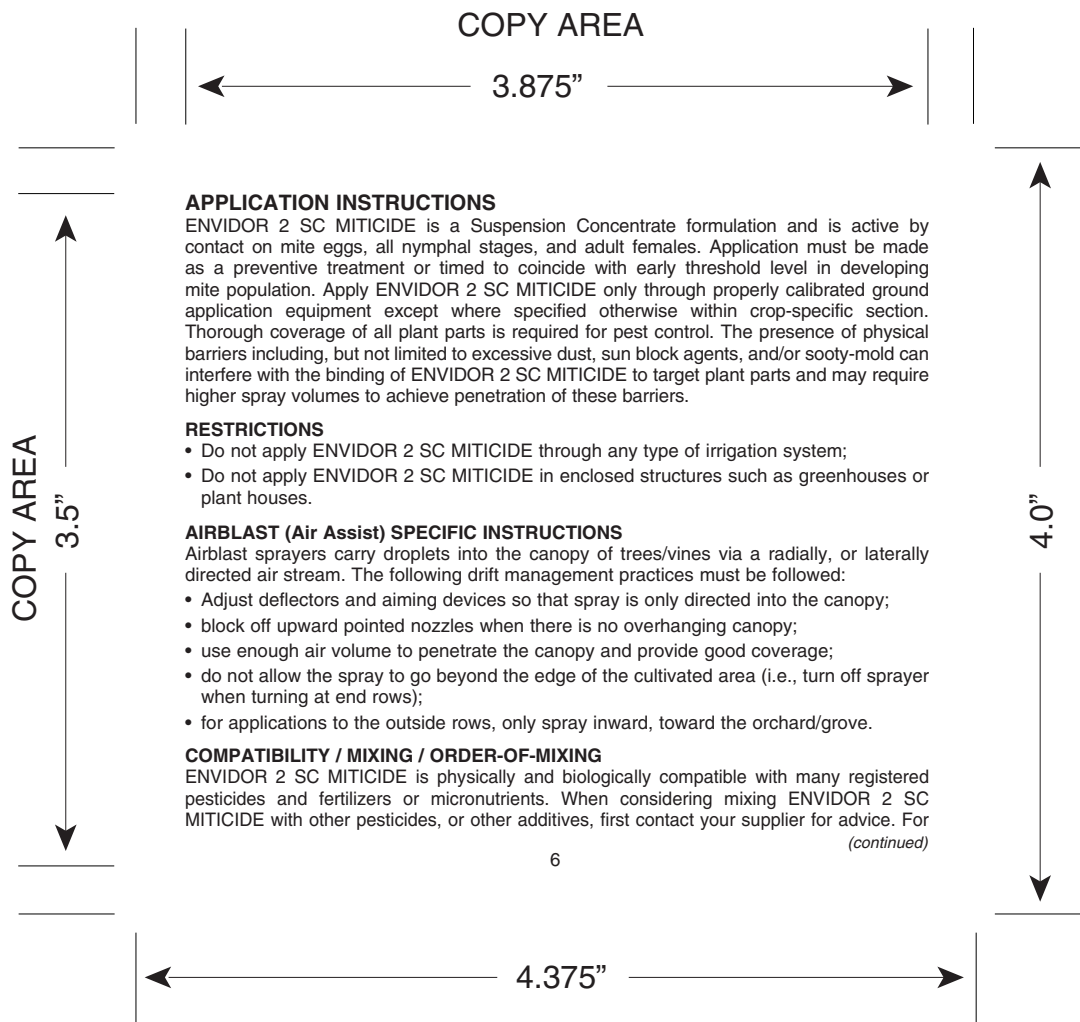 COPY AREA
3.875”
APPLICATION INSTRUCTIONS
ENVIDOR 2 SC MITICIDE is a Suspension Concentrate formulation and is active by
contact on mite eggs, all nymphal stages, and adult females. Application must be made
as a preventive treatment or timed to coincide with early threshold level in developing
mite population. Apply ENVIDOR 2 SC MITICIDE only through properly calibrated ground
application equipment except where specified otherwise within crop-specific section.
Thorough coverage of all plant parts is required for pest control. The presence of physical
barriers including, but not limited to excessive dust, sun block agents, and/or sooty-mold can
interfere with the binding of ENVIDOR 2 SC MITICIDE to target plant parts and may require
higher spray volumes to achieve penetration of these barriers.
RESTRICTIONS
• Do not apply ENVIDOR 2 SC MITICIDE through any type of irrigation system;
• Do not apply ENVIDOR 2 SC MITICIDE in enclosed structures such as greenhouses or
plant houses.
AIRBLAST (Air Assist) SPECIFIC INSTRUCTIONS
Airblast sprayers carry droplets into the canopy of trees/vines via a radially, or laterally
directed air stream. The following drift management practices must be followed:
• Adjust deflectors and aiming devices so that spray is only directed into the canopy;
• block off upward pointed nozzles when there is no overhanging canopy;
• use enough air volume to penetrate the canopy and provide good coverage;
• do not allow the spray to go beyond the edge of the cultivated area (i.e., turn off sprayer
when turning at end rows);
• for applications to the outside rows, only spray inward, toward the orchard/grove.
COMPATIBILITY / MIXING / ORDER-OF-MIXING
ENVIDOR 2 SC MITICIDE is physically and biologically compatible with many registered
pesticides and fertilizers or micronutrients. When considering mixing ENVIDOR 2 SC
MITICIDE with other pesticides, or other additives, first contact your supplier for advice. For
(continued)
6
COPY AREA
3.5”
4.0”
4.375”